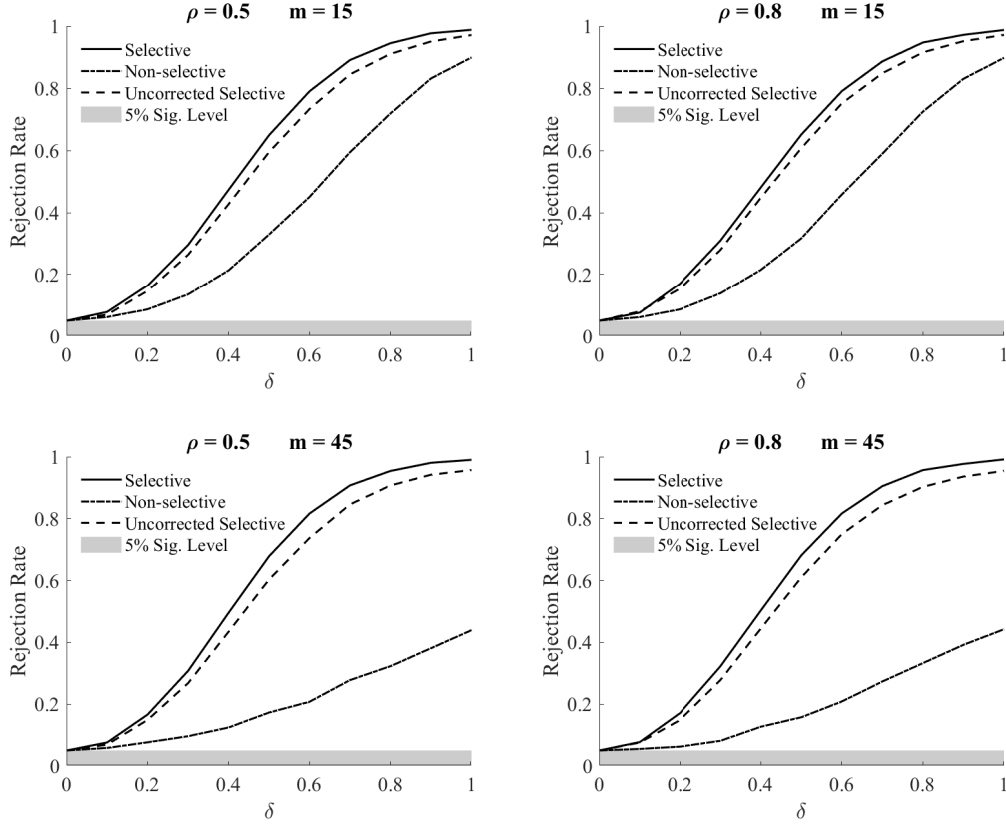 ρ = 0.5 m = 15
1
0.8
0.6
0.4
0.2
0
Rejection Rate
Selective
Non-selective
Uncorrected Selective
5% Sig. Level
0 0.2 0.4 0.6 0.8 1
δ
ρ = 0.8 m = 15
1
0.8
0.6
0.4
0.2
0
Rejection Rate
Selective
Non-selective
Uncorrected Selective
5% Sig. Level
0 0.2 0.4 0.6 0.8 1
δ
ρ = 0.5 m = 45
1
0.8
0.6
0.4
0.2
0
Rejection Rate
Selective
Non-selective
Uncorrected Selective
5% Sig. Level
0 0.2 0.4 0.6 0.8 1
δ
ρ = 0.8 m = 45
1
0.8
0.6
0.4
0.2
0
Rejection Rate
Selective
Non-selective
Uncorrected Selective
5% Sig. Level
0 0.2 0.4 0.6 0.8 1
δ